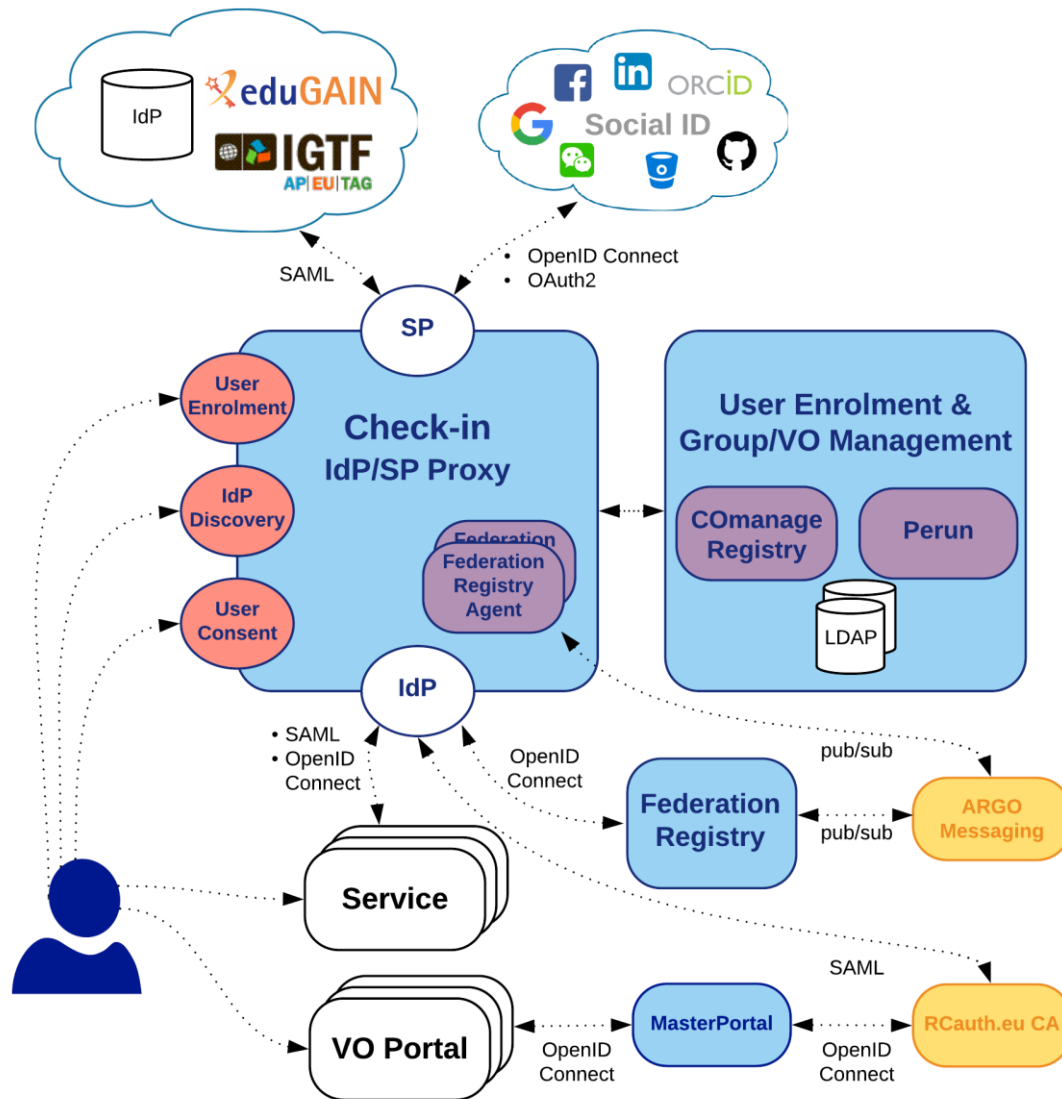 IdP
eduGAIN
IGTF
AP|EU|TAG
in
ORCiD
Social ID
SAML
• OpenID Connect
• OAuth2
SP
User
Enrolment
Check-in
IdP/SP Proxy
IdP
Discovery
Federation
Federation
Registry
Agent
User
Consent
IdP
User Enrolment &
Group/VO Management
COmanage
Registry
Perun
LDAP
• SAML
• OpenID
Connect
OpenID
Connect
pub/sub
Federation
Registry
pub/sub
ARGO
Messaging
Service
SAML
VO Portal
OpenID
Connect
MasterPortal
OpenID
Connect
RCauth.eu CA